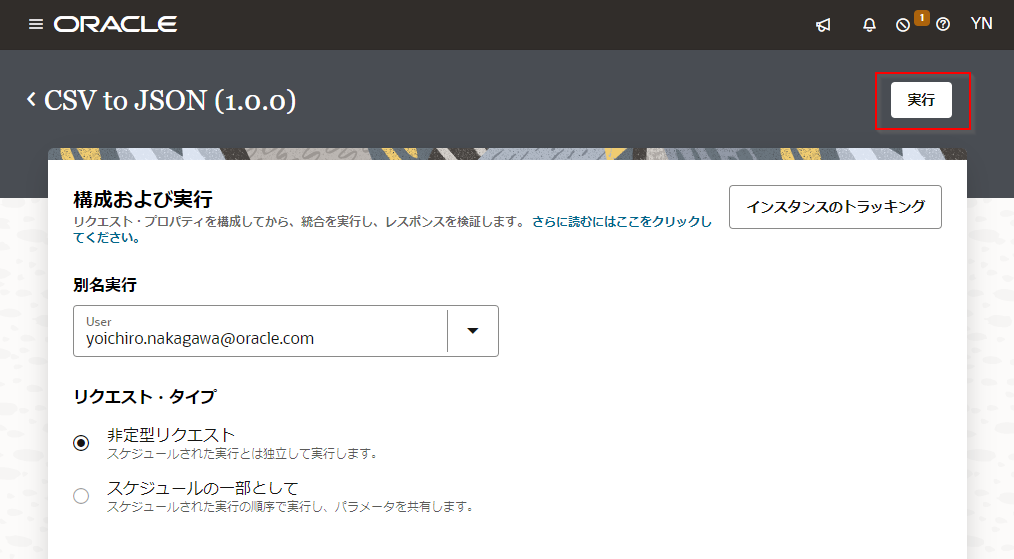 ORACLE
1
YN
CSV to JSON (1.0.0)
実行
構成および実行
リクエスト・プロパティを構成してから、統合を実行し、レスポンスを検証します。 さらに読むにはここをクリックし
てください。
インスタンスのトラッキング
別名実行
User
yoichiro.nakagawa@oracle.com
リクエスト・タイプ
非定型リクエスト
スケジュールされた実行とは独立して実行します。
スケジュールの一部として
スケジュールされた実行の順序で実行し、パラメータを共有します。